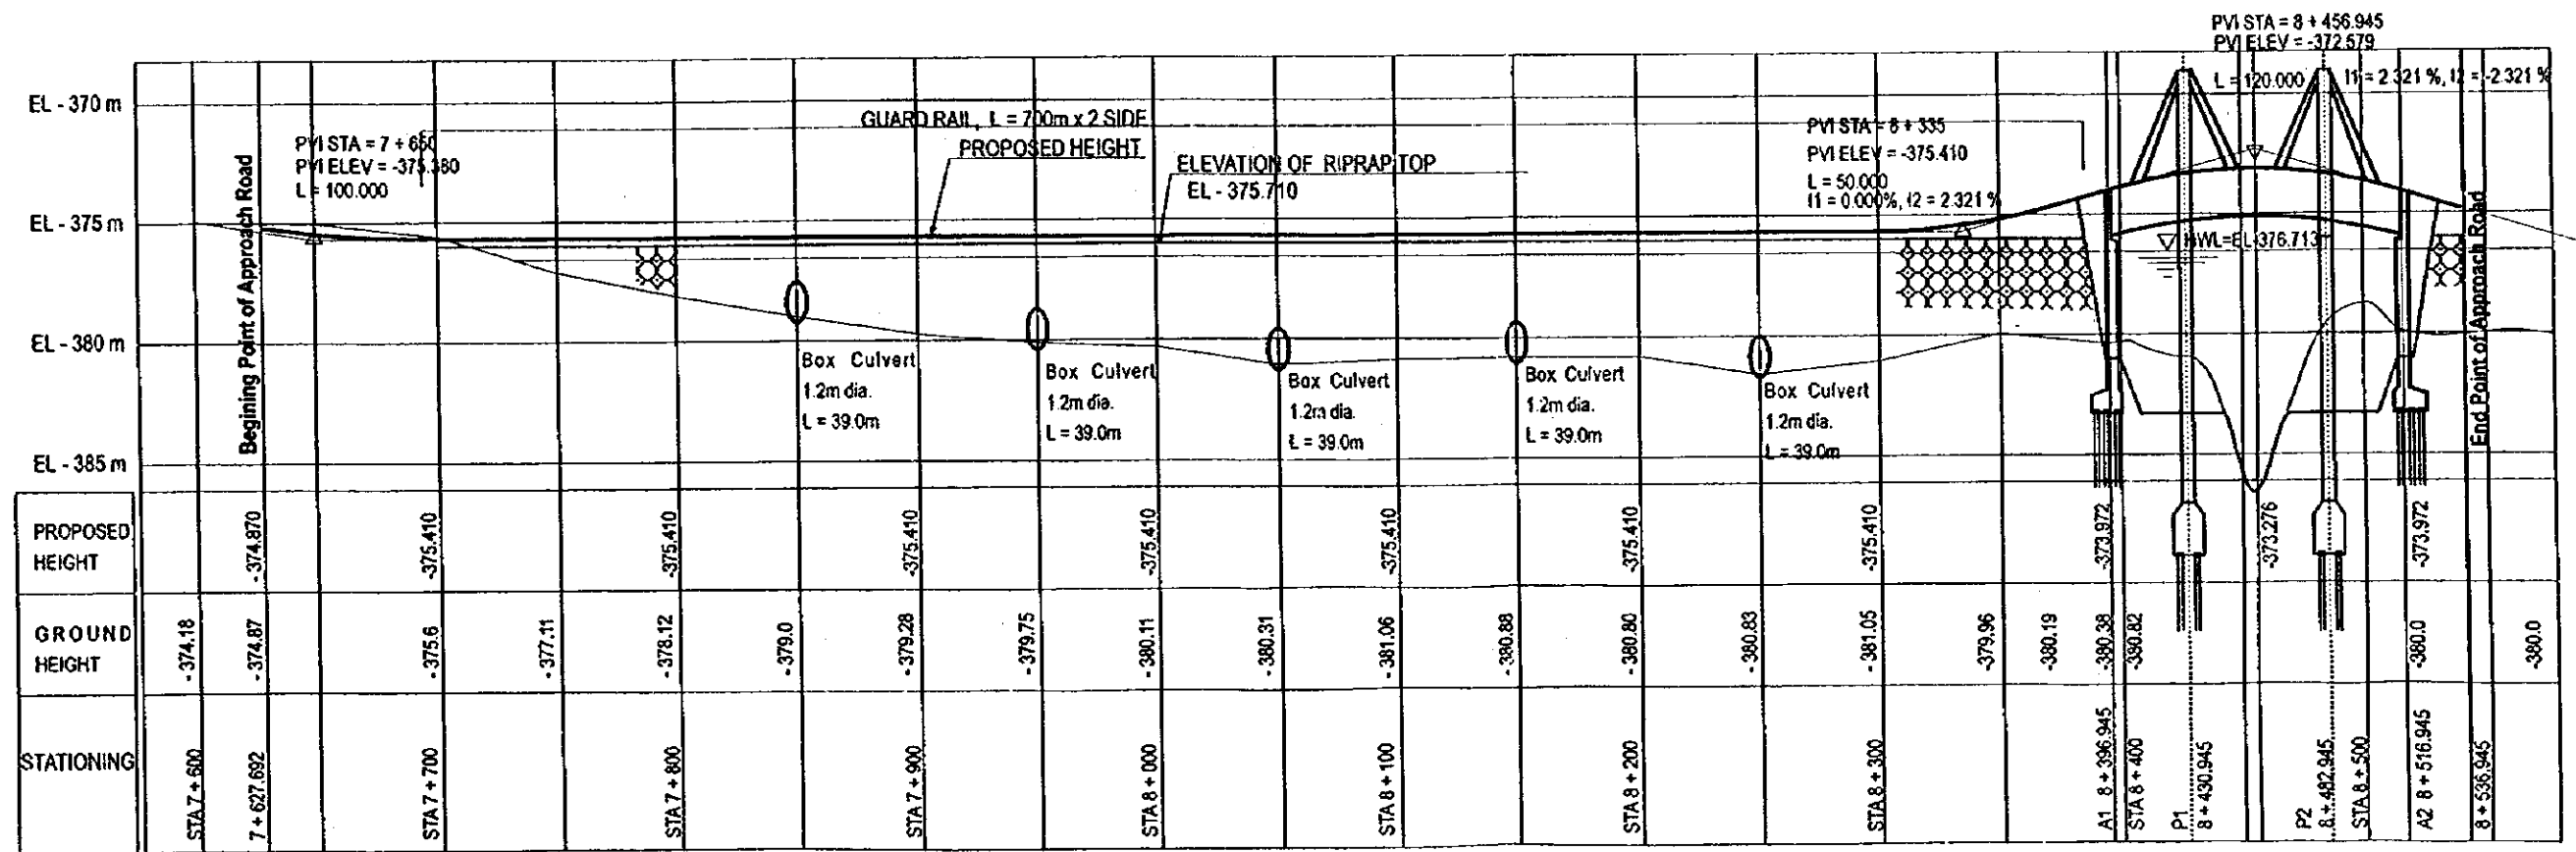 PVI STA = 8 + 456.945
PVI ELEV = -372.579
L = 120.000
I1 = 2.321 %, I2 = -2.321 %
EL - 370 m
GUARD RAIL, L = 700m x 2 SIDE
PROPOSED HEIGHT
ELEVATION OF RIPRAP TOP
EL - 375.710
PVI STA = 7 + 650
PVI ELEV = -375.380
L = 100.000
PVI STA = 8 + 335
PVI ELEV = -375.410
L = 50.000
I1 = 0.000%, I2 = 2.321 %
Begining Point of Approach Road
End Point of Approach Road
EL - 375 m
HWL=EL-376.713
EL - 380 m
Box Culvert
1.2m dia.
L = 39.0m
Box Culvert
1.2m dia.
L = 39.0m
Box Culvert
1.2m dia.
L = 39.0m
Box Culvert
1.2m dia.
L = 39.0m
Box Culvert
1.2m dia.
L = 39.0m
EL - 385 m
PROPOSED
HEIGHT
-374.870
-375.410
-375.410
-375.410
-375.410
-375.410
-375.410
-375.410
-373.972
-373.276
-373.972
GROUND
HEIGHT
-374.18
-374.87
-375.6
-377.11
-378.12
-379.0
-379.28
-379.75
-380.11
-380.31
-381.06
-380.88
-380.80
-380.83
-381.05
-379.96
-380.19
-380.38
-380.82
-380.0
-380.0
STATIONING
STA 7 + 600
7 + 627.692
STA 7 + 700
STA 7 + 800
STA 7 + 900
STA 8 + 000
STA 8 + 100
STA 8 + 200
STA 8 + 300
A1 8 + 396.945
STA 8 + 400
P1
8 + 430.945
P2
8 + 482.945
STA 8 + 500
A2 8 + 516.945
8 + 536.945